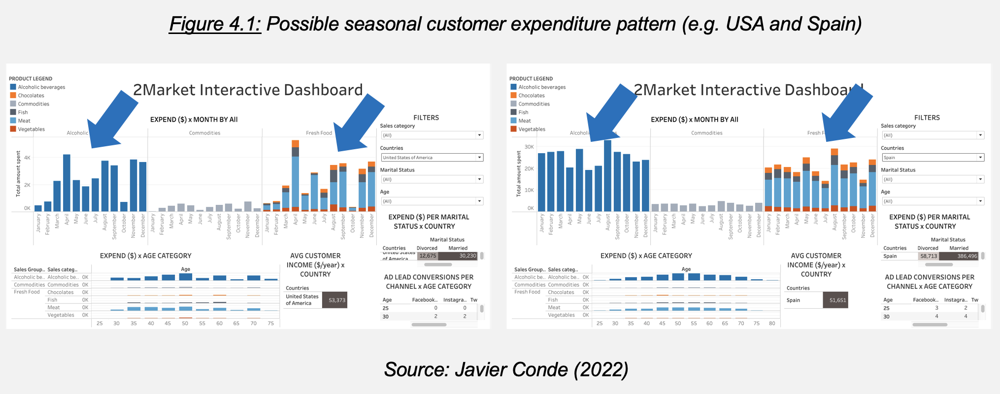 Figure 4.1: Possible seasonal customer expenditure pattern (e.g. USA and Spain)
PRODUCT LEGEND
Alcoholic beverages
Chocolates
Commodities
Fish
Meat
Vegetables
2Market Interactive Dashboard
EXPEND ($) x MONTH BY All
Alcoholic
Commodities
Fresh Food
Total amount spent
4K
2K
0K
January
February
March
April
May
June
July
August
September
October
November
December
January
February
March
April
May
June
July
August
September
October
November
December
January
February
March
April
May
June
July
August
September
October
November
December
FILTERS
Sales category
(All)
Countries
United States of America
Marital Status
(All)
Age
(All)
EXPEND ($) PER MARITAL
STATUS x COUNTRY
Marital Status
Countries Divorced Married
United States
of America 12,675 30,230
EXPEND ($) x AGE CATEGORY
Sales Group.. Sales categ.. Age
Alcoholic be.. Alcoholic be.. 0K
Commodities Commodities 0K
Fresh Food Chocolates 0K
Fish 0K
Meat 0K
Vegetables 0K
25 30 35 40 45 50 55 60 65 70 75
AVG CUSTOMER
INCOME ($/year) x
COUNTRY
Countries
United States
of America 53,373
AD LEAD CONVERSIONS PER
CHANNEL x AGE CATEGORY
Age Facebook.. Instagra.. Tw
25 0 0
30 2 2
PRODUCT LEGEND
Alcoholic beverages
Chocolates
Commodities
Fish
Meat
Vegetables
2Market Interactive Dashboard
EXPEND ($) x MONTH BY All
Commodities
Total amount spent
30K
20K
10K
0K
January
February
March
April
May
June
July
August
September
October
November
December
January
February
March
April
May
June
July
August
September
October
November
December
January
February
March
April
May
June
July
August
September
October
November
December
FILTERS
Sales category
(All)
Countries
Spain
Marital Status
(All)
Age
(All)
EXPEND ($) PER MARITAL
STATUS x COUNTRY
Marital Status
Countries Divorced Married
Spain 58,713 386,496
EXPEND ($) x AGE CATEGORY
Sales Group.. Sales categ.. Age
Alcoholic be.. Alcoholic be.. 0K
Commodities Commodities 0K
Fresh Food Chocolates 0K
Fish 0K
Meat 0K
Vegetables 0K
25 30 35 40 45 50 55 60 65 70 75 80
AVG CUSTOMER
INCOME ($/year) x
COUNTRY
Countries
Spain 51,651
AD LEAD CONVERSIONS PER
CHANNEL x AGE CATEGORY
Age Facebook.. Instagra.. Tw
25 3 2
30 4 4
Source: Javier Conde (2022)